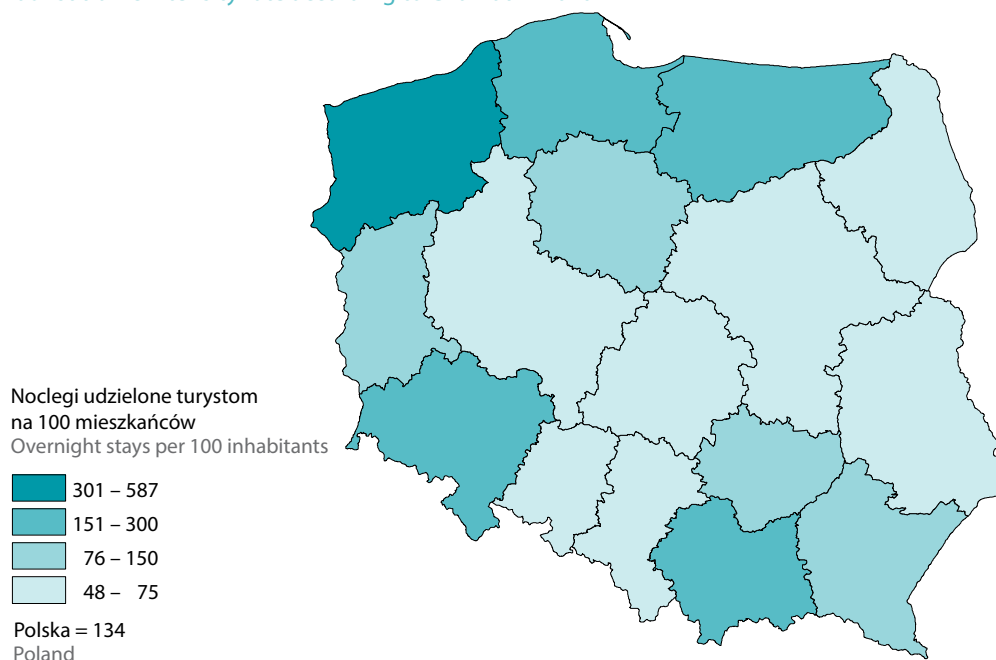 Noclegi udzielone turystom
na 100 mieszkańców
Overnight stays per 100 inhabitants
301 – 587
151 – 300
76 – 150
48 – 75
Polska = 134
Poland